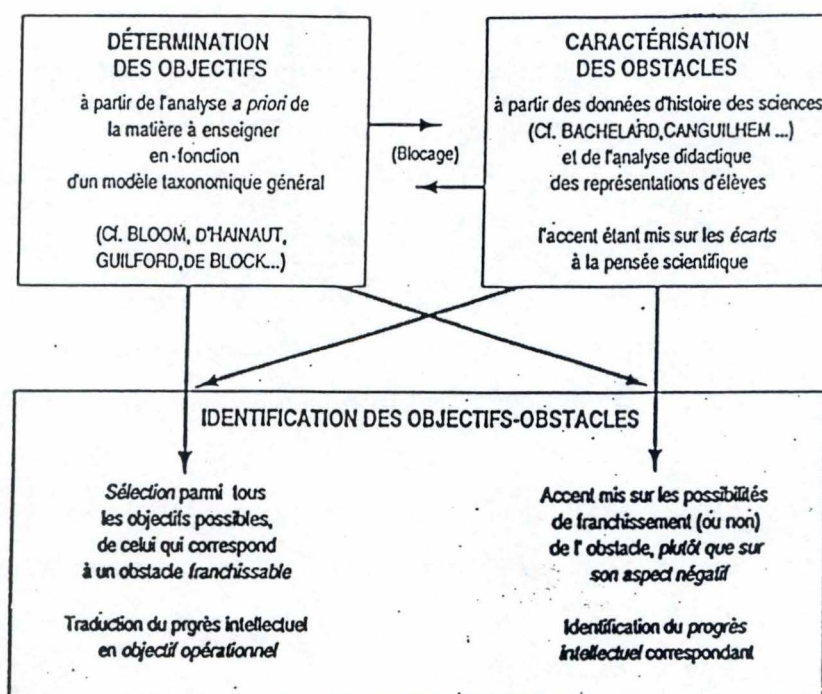 DÉTERMINATION
DES OBJECTIFS
à partir de l'analyse a priori de
la matière à enseigner
en·fonction
d'un modèle taxonomique général
(Cf. BLOOM, D'HAINAUT,
GUILFORD,DE BLOCK...)
(Blocage)
CARACTÉRISATION
DES OBSTACLES
à partir des données d'histoire des sciences
(Cf. BACHELARD,CANGUILHEM ...)
et de l'analyse didactique
des représentations d'élèves
l'accent étant mis sur les écarts
à la pensée scientifique
IDENTIFICATION DES OBJECTIFS-OBSTACLES
Sélection parmi tous
les objectifs possibles,
de celui qui correspond
à un obstacle franchissable
Traduction du prgrès intellectuel
en objectif opérationnel
Accent mis sur les possibilités
de franchissement (ou non)
de l' obstacle, plutôt que sur
son aspect négatif
Identification du progrès
intellectuel correspondant